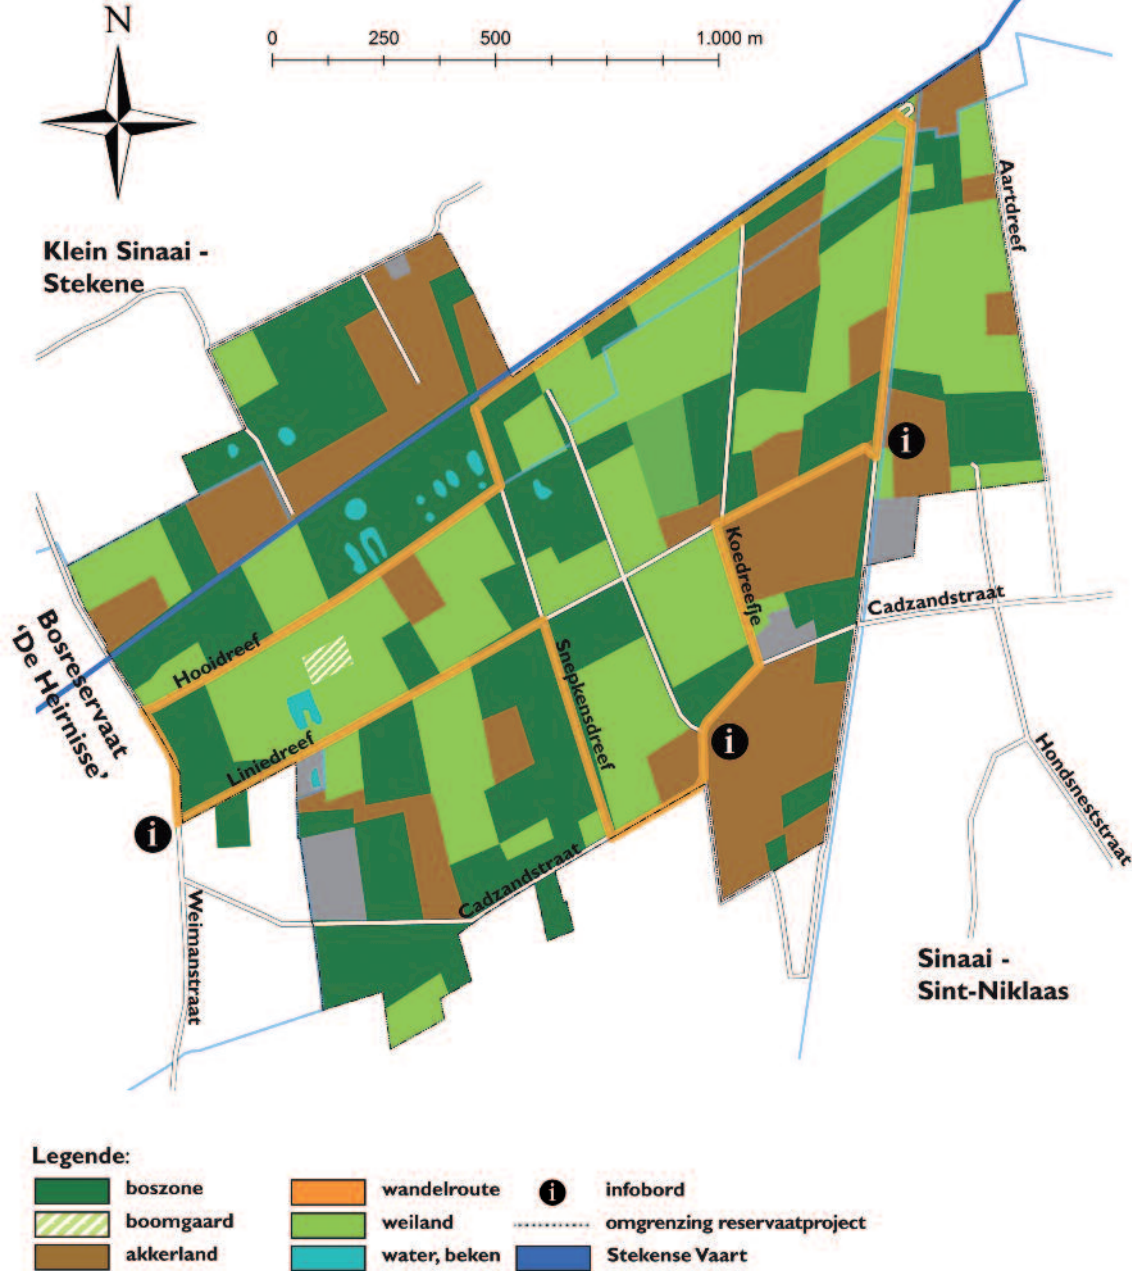 N
0 250 500 1.000 m
Klein Sinaai -
Stekene
Aartdreef
Koedreefje
Cadzandstraat
Bosreservaat
‘De Heirnisse’
Hooidreef
Snepkensdreef
Liniedreef
i
i
i
Hondsneststraat
Cadzandstraat
Weimanstraat
Sinaai -
Sint-Niklaas
Legende:
boszone
boomgaard
akkerland
wandelroute
weiland
water, beken
i infobord
omgrenzing reservaatproject
Stekense Vaart